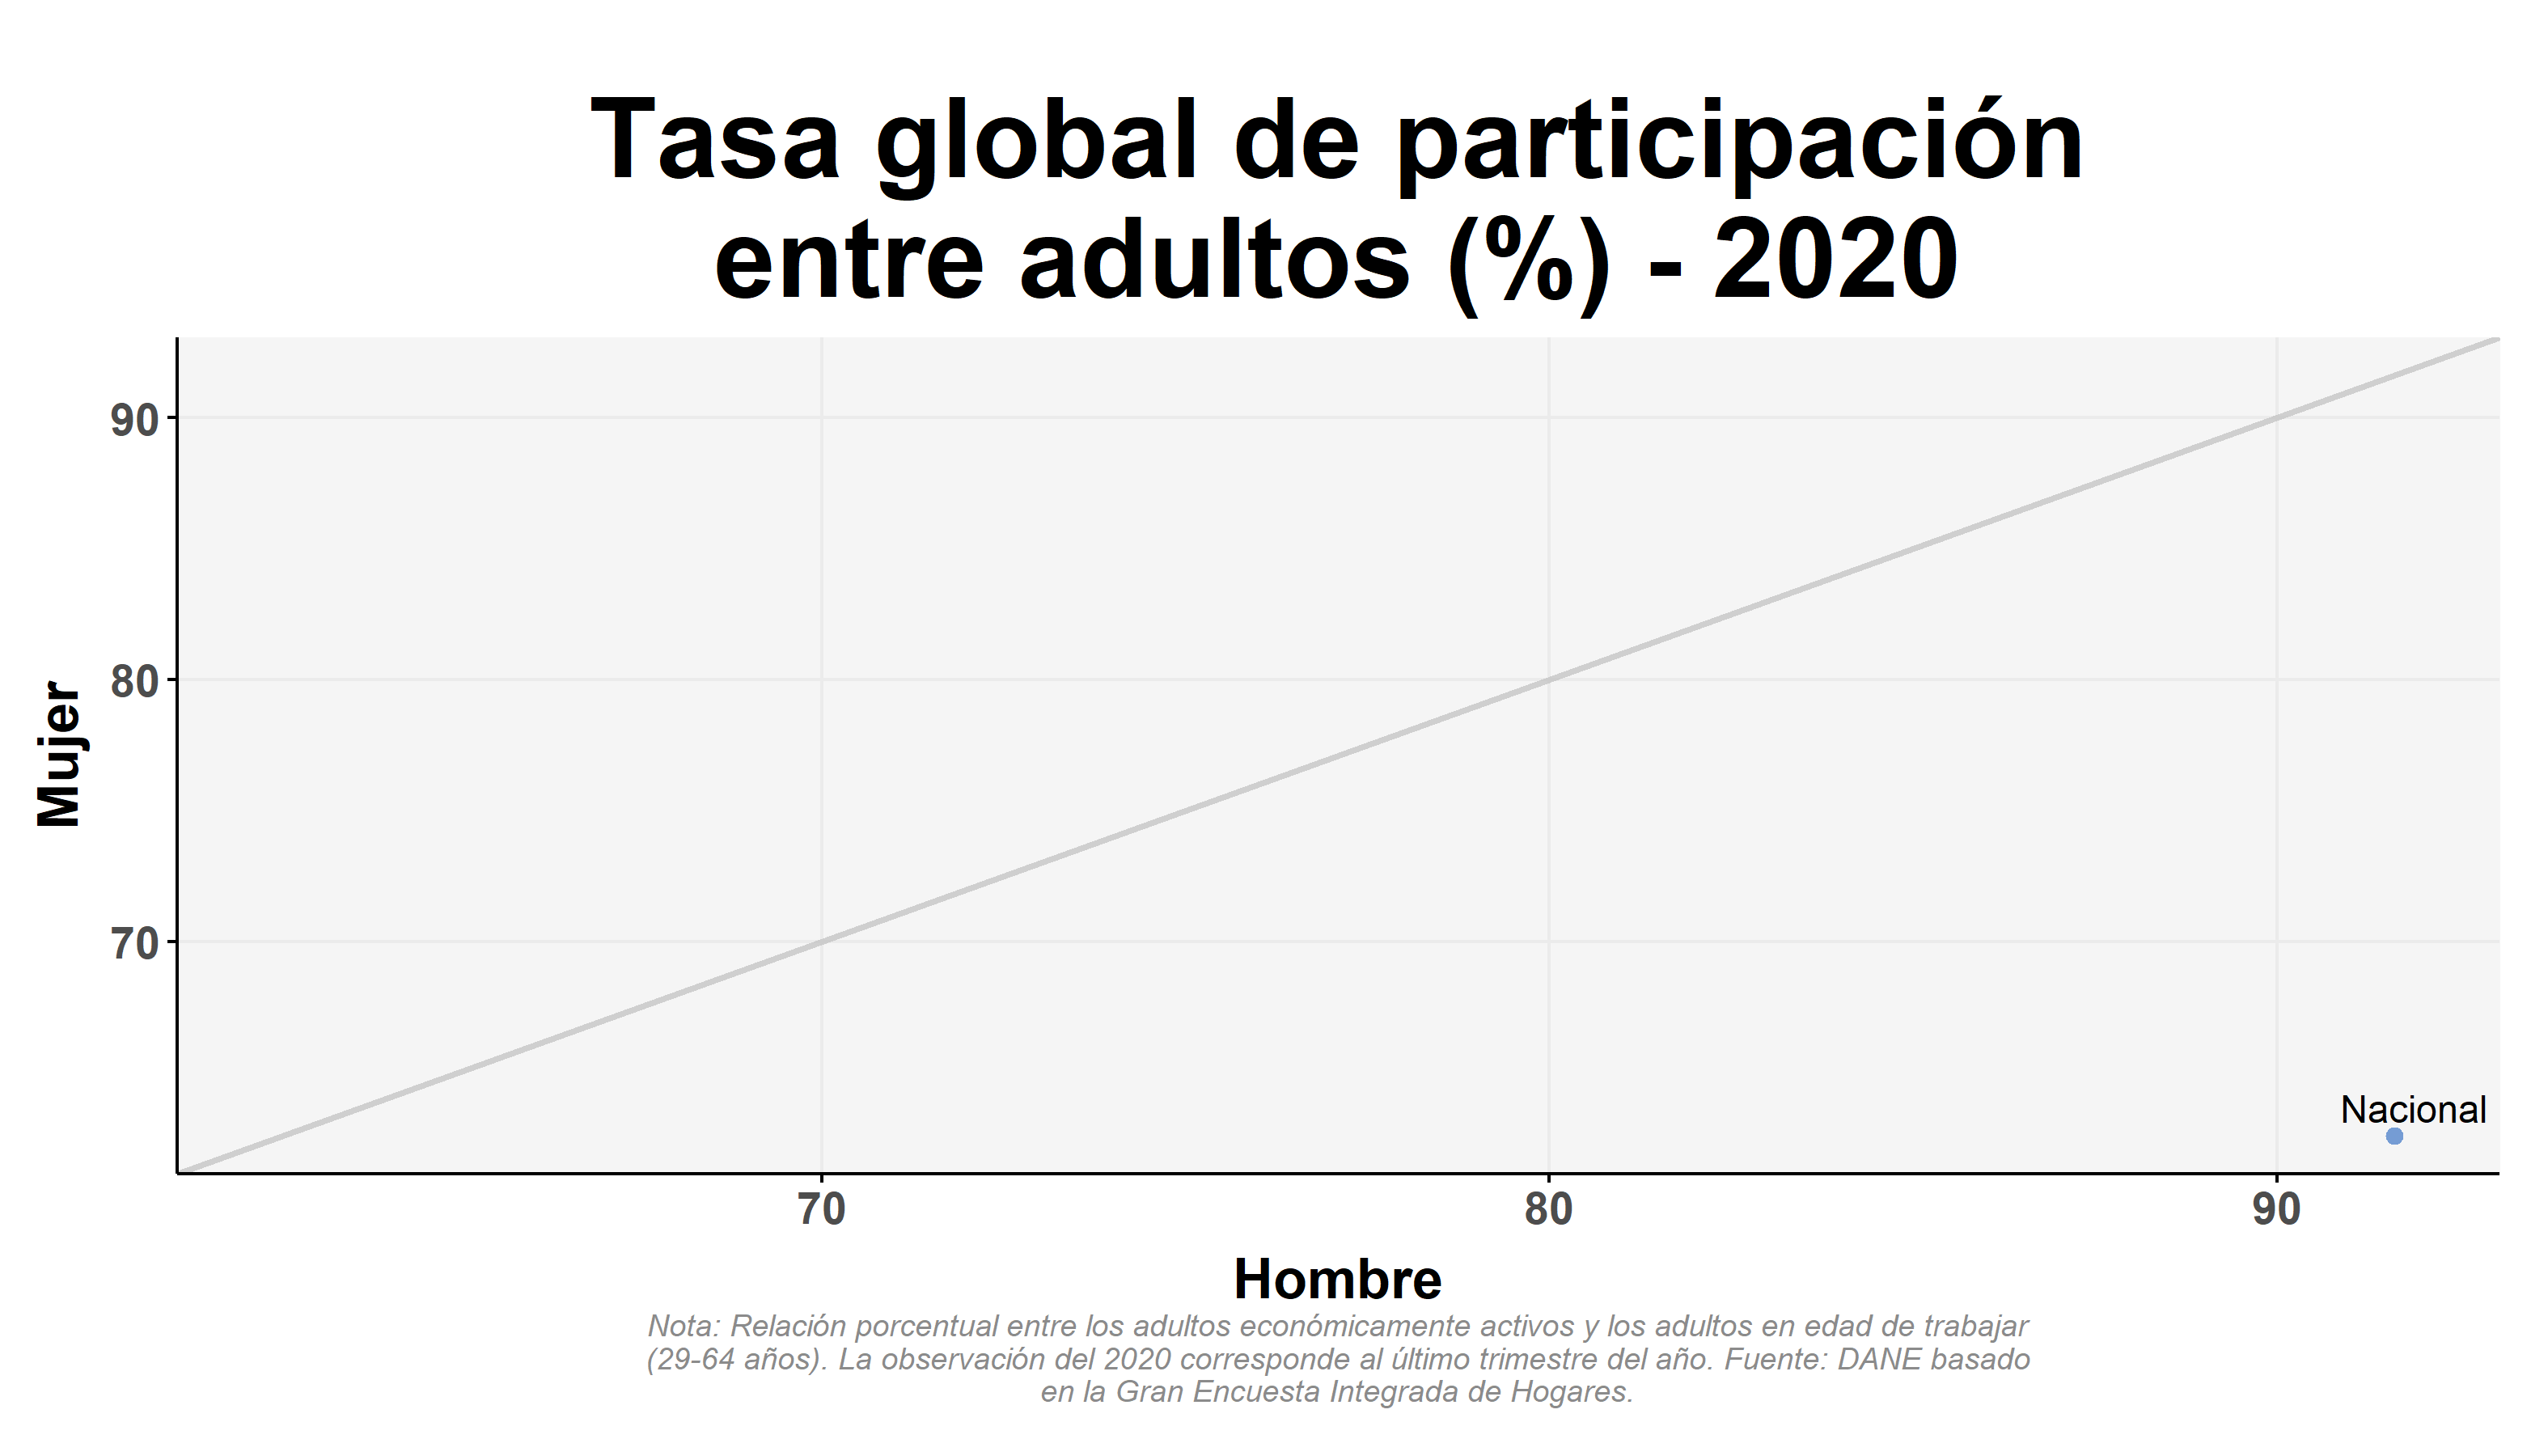 Tasa global de participación
entre adultos (%) - 2020
90
80
70
Mujer
Nacional
70
80
90
Hombre
Nota: Relación porcentual entre los adultos económicamente activos y los adultos en edad de trabajar
(29-64 años). La observación del 2020 corresponde al último trimestre del año. Fuente: DANE basado
en la Gran Encuesta Integrada de Hogares.